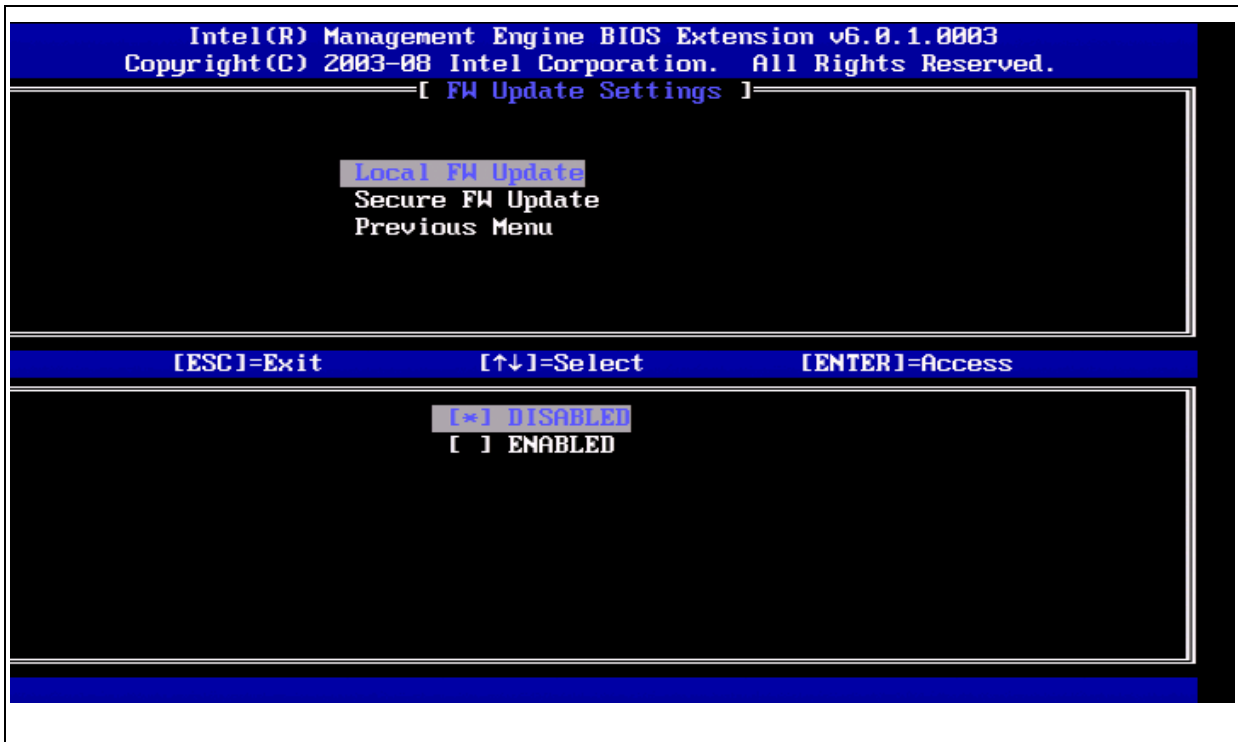 Intel(R) Management Engine BIOS Extension v6.0.1.0003
Copyright(C) 2003-08 Intel Corporation. All Rights Reserved.
[ FW Update Settings ]
Local FW Update
Secure FW Update
Previous Menu
[ESC]=Exit [↑↓]=Select [ENTER]=Access
[*] DISABLED
[ ] ENABLED